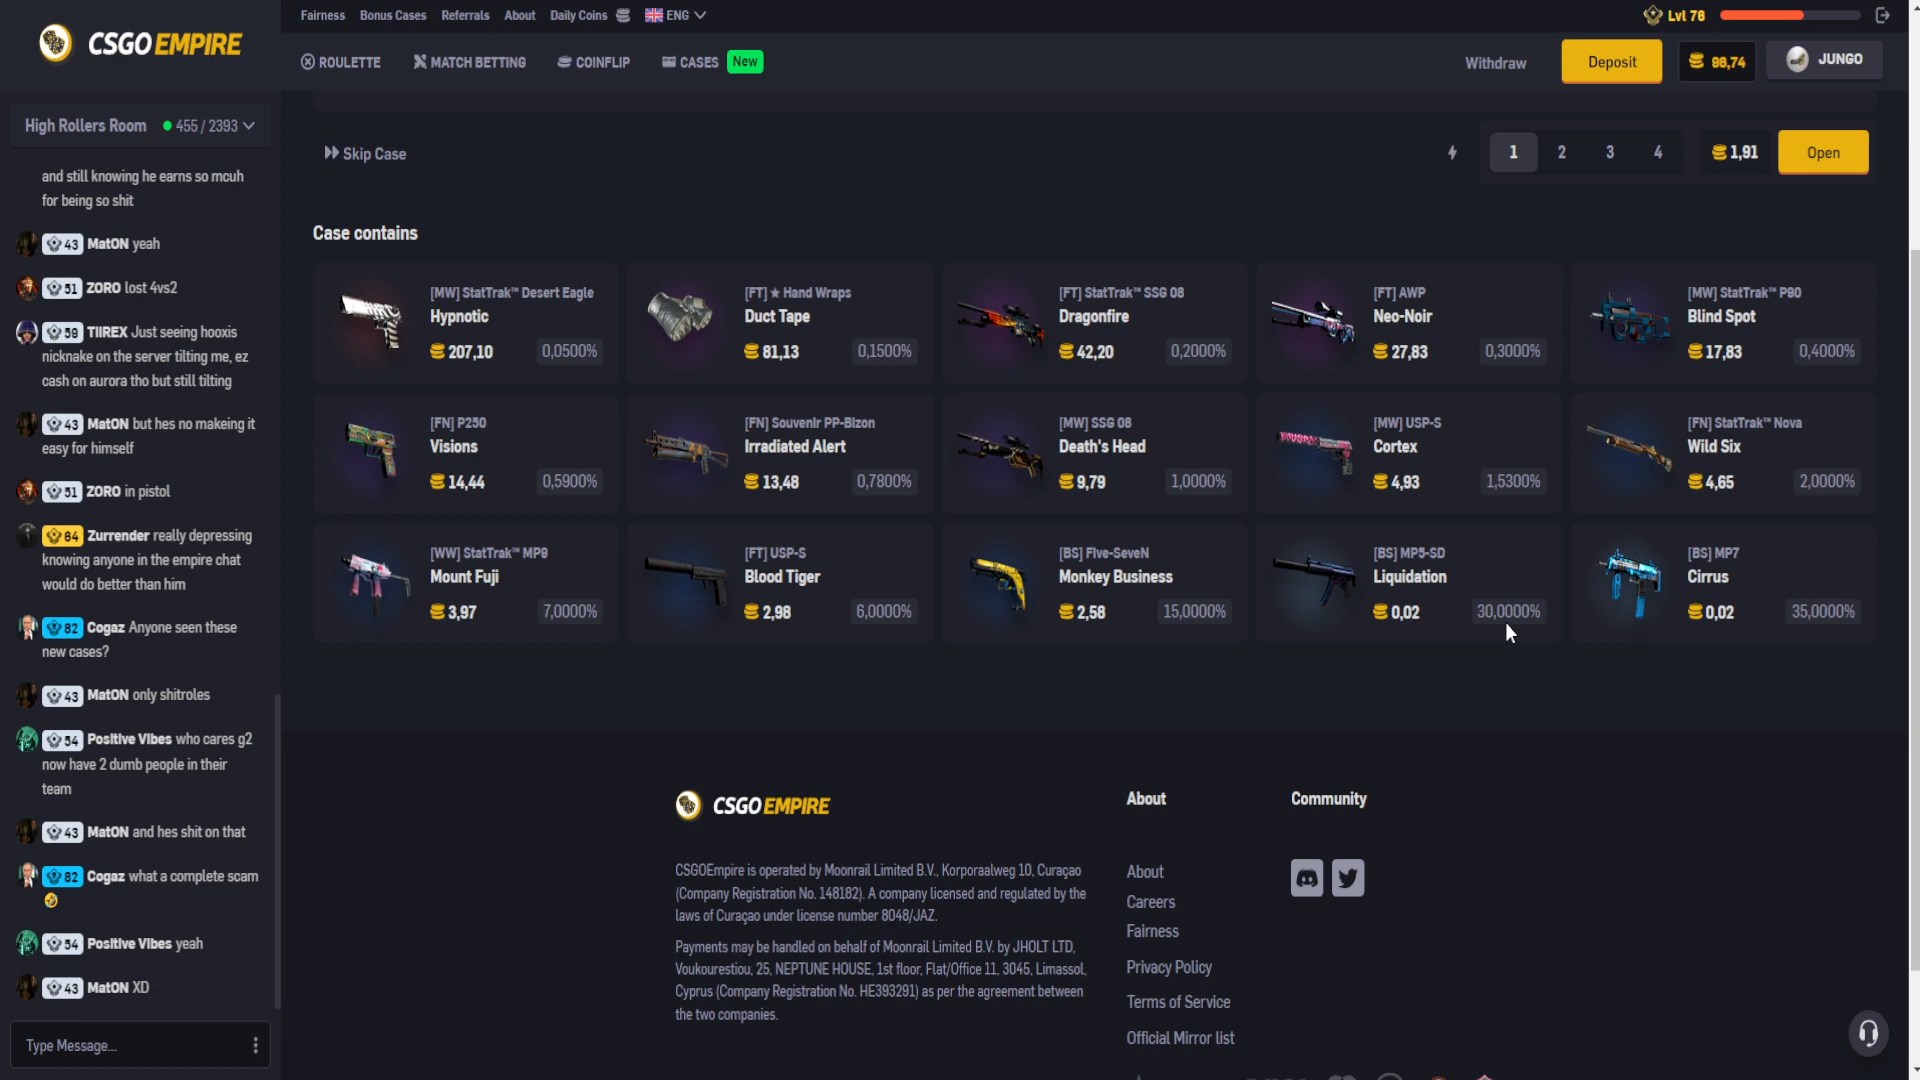 CSGOEMPIRE
Fairness
Bonus Cases
Referrals
About
Daily Coins
ENG
Lvl 76
ROULETTE
MATCH BETTING
COINFLIP
CASES
New
Withdraw
Deposit
96,74
JUNGO
High Rollers Room
455 / 2393
and still knowing he earns so mcuh
for being so shit
43 MatON yeah
51 ZORO lost 4vs2
59 TIIREX Just seeing hooxis
nicknake on the server tilting me, ez
cash on aurora tho but still tilting
43 MatON but hes no makeing it
easy for himself
51 ZORO in pistol
64 Zurrender really depressing
knowing anyone in the empire chat
would do better than him
82 Cogaz Anyone seen these
new cases?
43 MatON only shitroles
54 Positive Vibes who cares g2
now have 2 dumb people in their
team
43 MatON and hes shit on that
82 Cogaz what a complete scam
54 Positive Vibes yeah
43 MatON XD
Type Message...
Skip Case
1
2
3
4
1,91
Open
Case contains
[MW] StatTrak™ Desert Eagle
Hypnotic
207,10
0,0500%
[FT] ★ Hand Wraps
Duct Tape
81,13
0,1500%
[FT] StatTrak™ SSG 08
Dragonfire
42,20
0,2000%
[FT] AWP
Neo-Noir
27,83
0,3000%
[MW] StatTrak™ P90
Blind Spot
17,83
0,4000%
[FN] P250
Visions
14,44
0,5900%
[FN] Souvenir PP-Bizon
Irradiated Alert
13,48
0,7800%
[MW] SSG 08
Death's Head
9,79
1,0000%
[MW] USP-S
Cortex
4,93
1,5300%
[FN] StatTrak™ Nova
Wild Six
4,65
2,0000%
[WW] StatTrak™ MP9
Mount Fuji
3,97
7,0000%
[FT] USP-S
Blood Tiger
2,98
6,0000%
[BS] Five-SeveN
Monkey Business
2,58
15,0000%
[BS] MP5-SD
Liquidation
0,02
30,0000%
[BS] MP7
Cirrus
0,02
35,0000%
CSGOEMPIRE
CSGOEmpire is operated by Moonrail Limited B.V., Korporaalweg 10, Curaçao
(Company Registration No. 148182). A company licensed and regulated by the
laws of Curaçao under license number 8048/JAZ.
Payments may be handled on behalf of Moonrail Limited B.V. by JHOLT LTD,
Voukourestiou, 25, NEPTUNE HOUSE, 1st floor, Flat/Office 11, 3045, Limassol,
Cyprus (Company Registration No. HE393291) as per the agreement between
the two companies.
About
About
Careers
Fairness
Privacy Policy
Terms of Service
Official Mirror list
Community